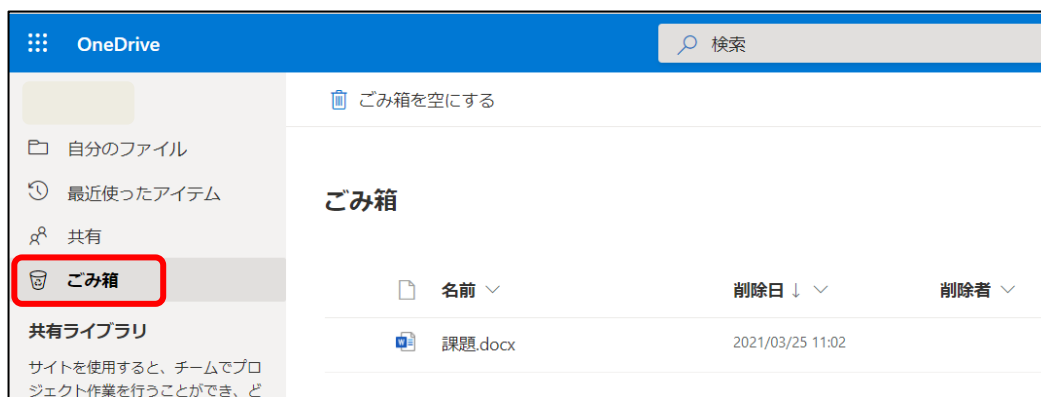 OneDrive
検索
ごみ箱を空にする
自分のファイル
最近使ったアイテム
共有
ごみ箱
共有ライブラリ
サイトを使用すると、チームでプロ
ジェクト作業を行うことができ、ど
ごみ箱
名前 削除日↓ 削除者
課題.docx 2021/03/25 11:02